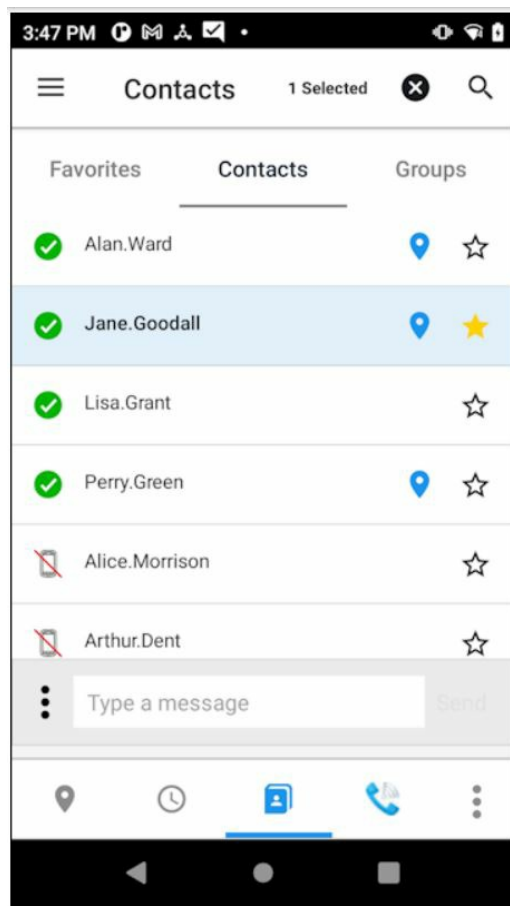 3:47 PM
Contacts 1 Selected
Favorites Contacts Groups
Alan.Ward
Jane.Goodall
Lisa.Grant
Perry.Green
Alice.Morrison
Arthur.Dent
Type a message Send